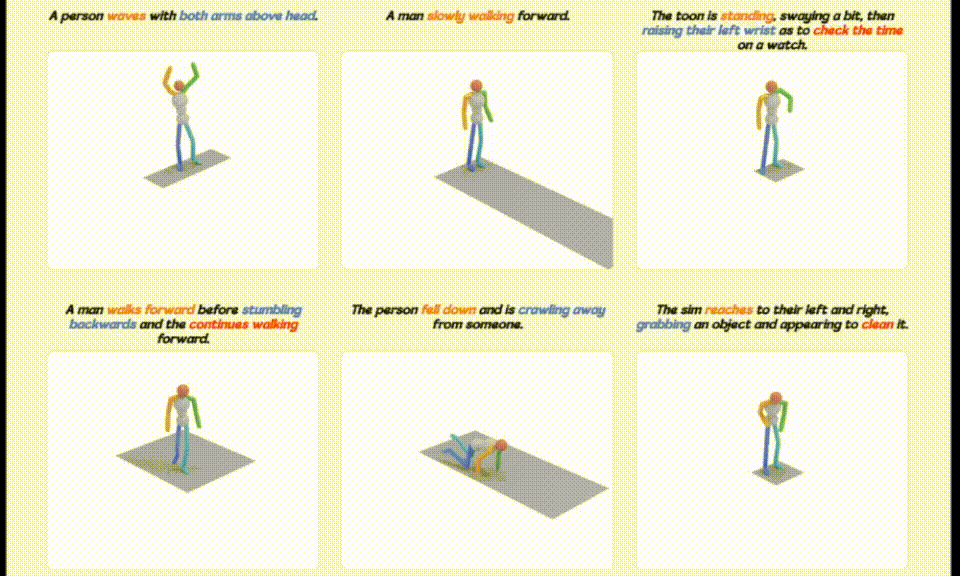 A person waves with both arms above head.
A man slowly walking forward.
The toon is standing, swaying a bit, then
raising their left wrist as to check the time
on a watch.
A man walks forward before stumbling
backwards and the continues walking
forward.
The person fell down and is crawling away
from someone.
The sim reaches to their left and right,
grabbing an object and appearing to clean it.